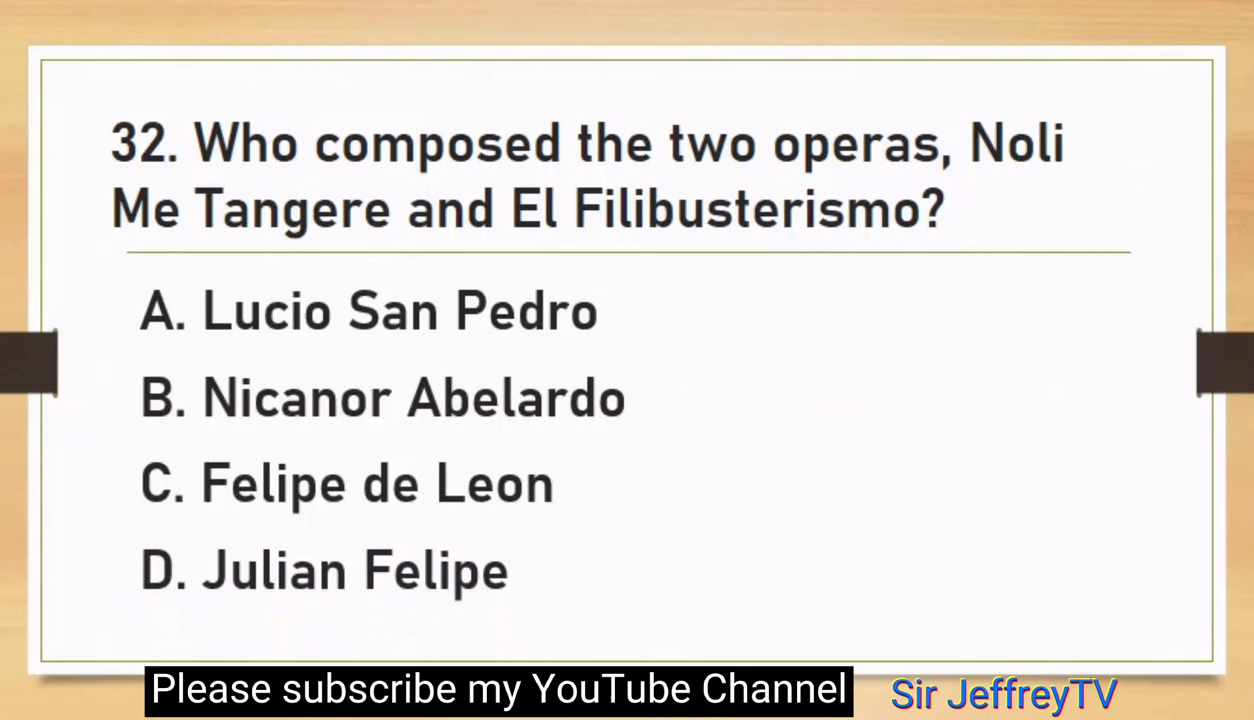 32. Who composed the two operas, Noli
Me Tangere and El Filibusterismo?
A. Lucio San Pedro
B. Nicanor Abelardo
C. Felipe de Leon
D. Julian Felipe
Please subscribe my YouTube Channel
Sir JeffreyTV